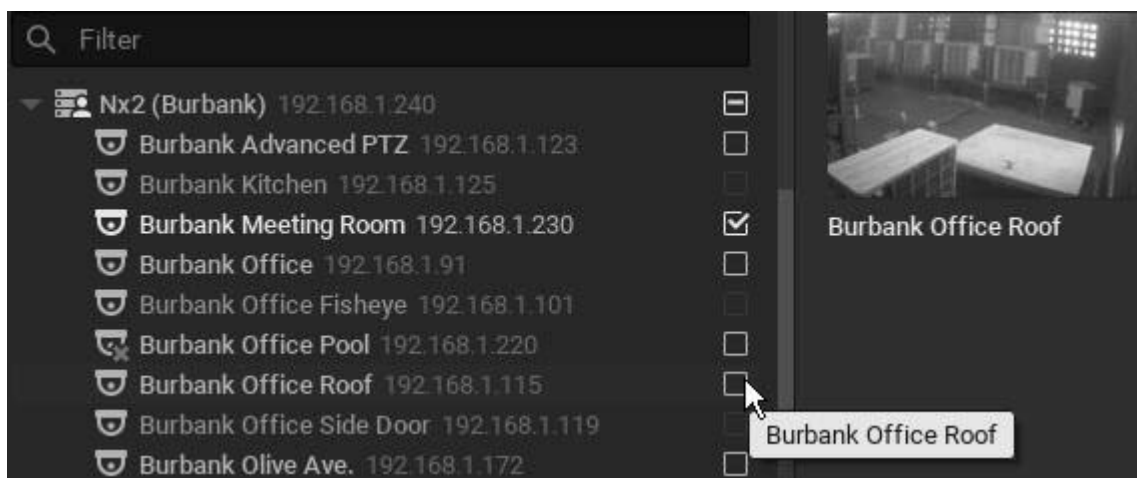 Filter
Nx2 (Burbank) 192.168.1.240
Burbank Advanced PTZ 192.168.1.123
Burbank Kitchen 192.168.1.125
Burbank Meeting Room 192.168.1.230
Burbank Office 192.168.1.91
Burbank Office Fisheye 192.168.1.101
Burbank Office Pool 192.168.1.220
Burbank Office Roof 192.168.1.115
Burbank Office Side Door 192.168.1.119
Burbank Olive Ave. 192.168.1.172
Burbank Office Roof
Burbank Office Roof